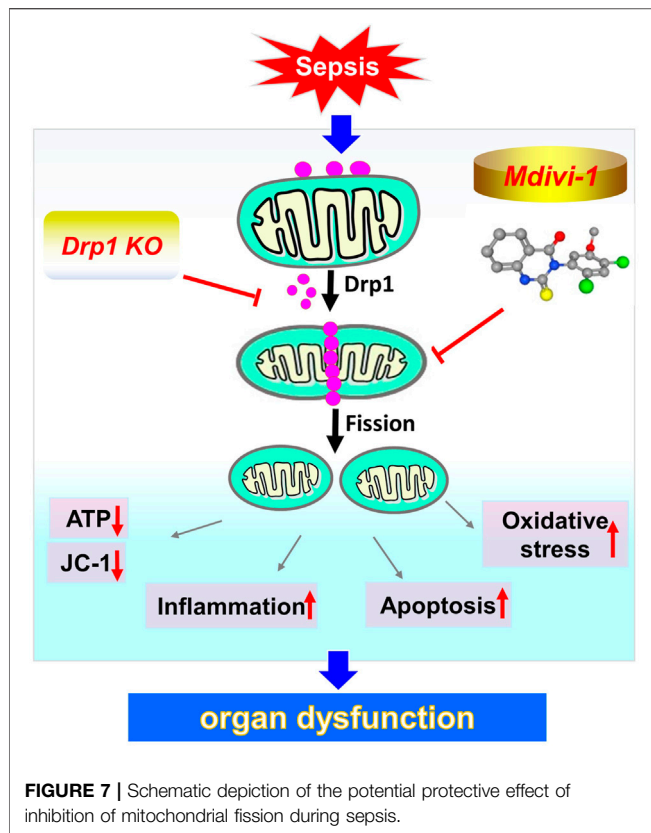 Sepsis
Mdivi-1
Drp1 KO
Drp1
Fission
ATP
JC-1
Oxidative
stress
Inflammation
Apoptosis
organ dysfunction
FIGURE 7 | Schematic depiction of the potential protective effect of
inhibition of mitochondrial fission during sepsis.